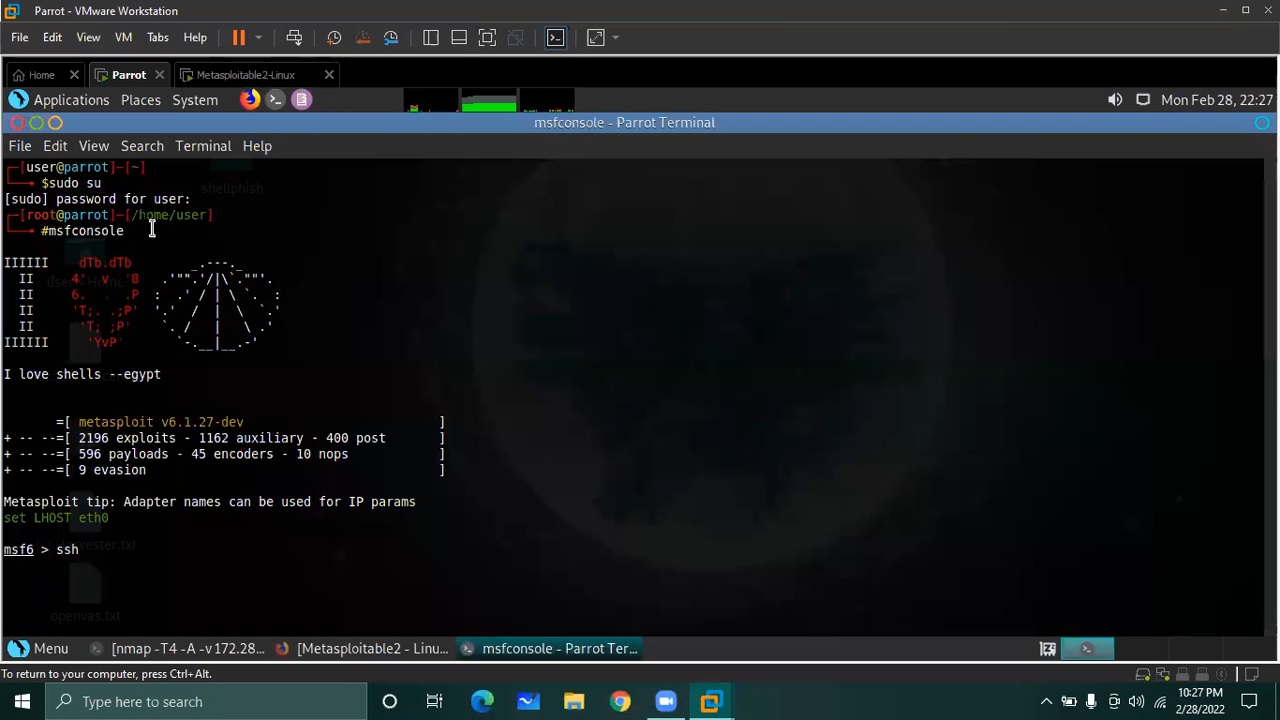 Parrot - VMware Workstation
File Edit View VM Tabs Help
Home Parrot Metasploitable2-Linux
Applications Places System Mon Feb 28, 22:27
msfconsole - Parrot Terminal
File Edit View Search Terminal Help
┌─[user@parrot]─[~]
└──╼ $sudo su
[sudo] password for user:
┌─[root@parrot]─[/home/user]
└──╼ #msfconsole
shellphish
IIIIII    dTb.dTb        _.---._
  II     4'  v  'B   .'"".'/|\`.""'.
  II     6.     .P  :  .' / | \ `.  :
  II     'T;. .;P'  '.'  /  |  \  `.'
  II      'T; ;P'    `. /   |   \ .'
IIIIII     'YvP'       `-.__|__.-'
I love shells --egypt
=[ metasploit v6.1.27-dev ]
+ -- --=[ 2196 exploits - 1162 auxiliary - 400 post ]
+ -- --=[ 596 payloads - 45 encoders - 10 nops ]
+ -- --=[ 9 evasion ]
Metasploit tip: Adapter names can be used for IP params
set LHOST eth0
msf6 > ssh
openvas.txt
Menu [nmap -T4 -A -v 172.28... [Metasploitable2 - Linu... msfconsole - Parrot Ter...
To return to your computer, press Ctrl+Alt.
Type here to search
10:27 PM
2/28/2022